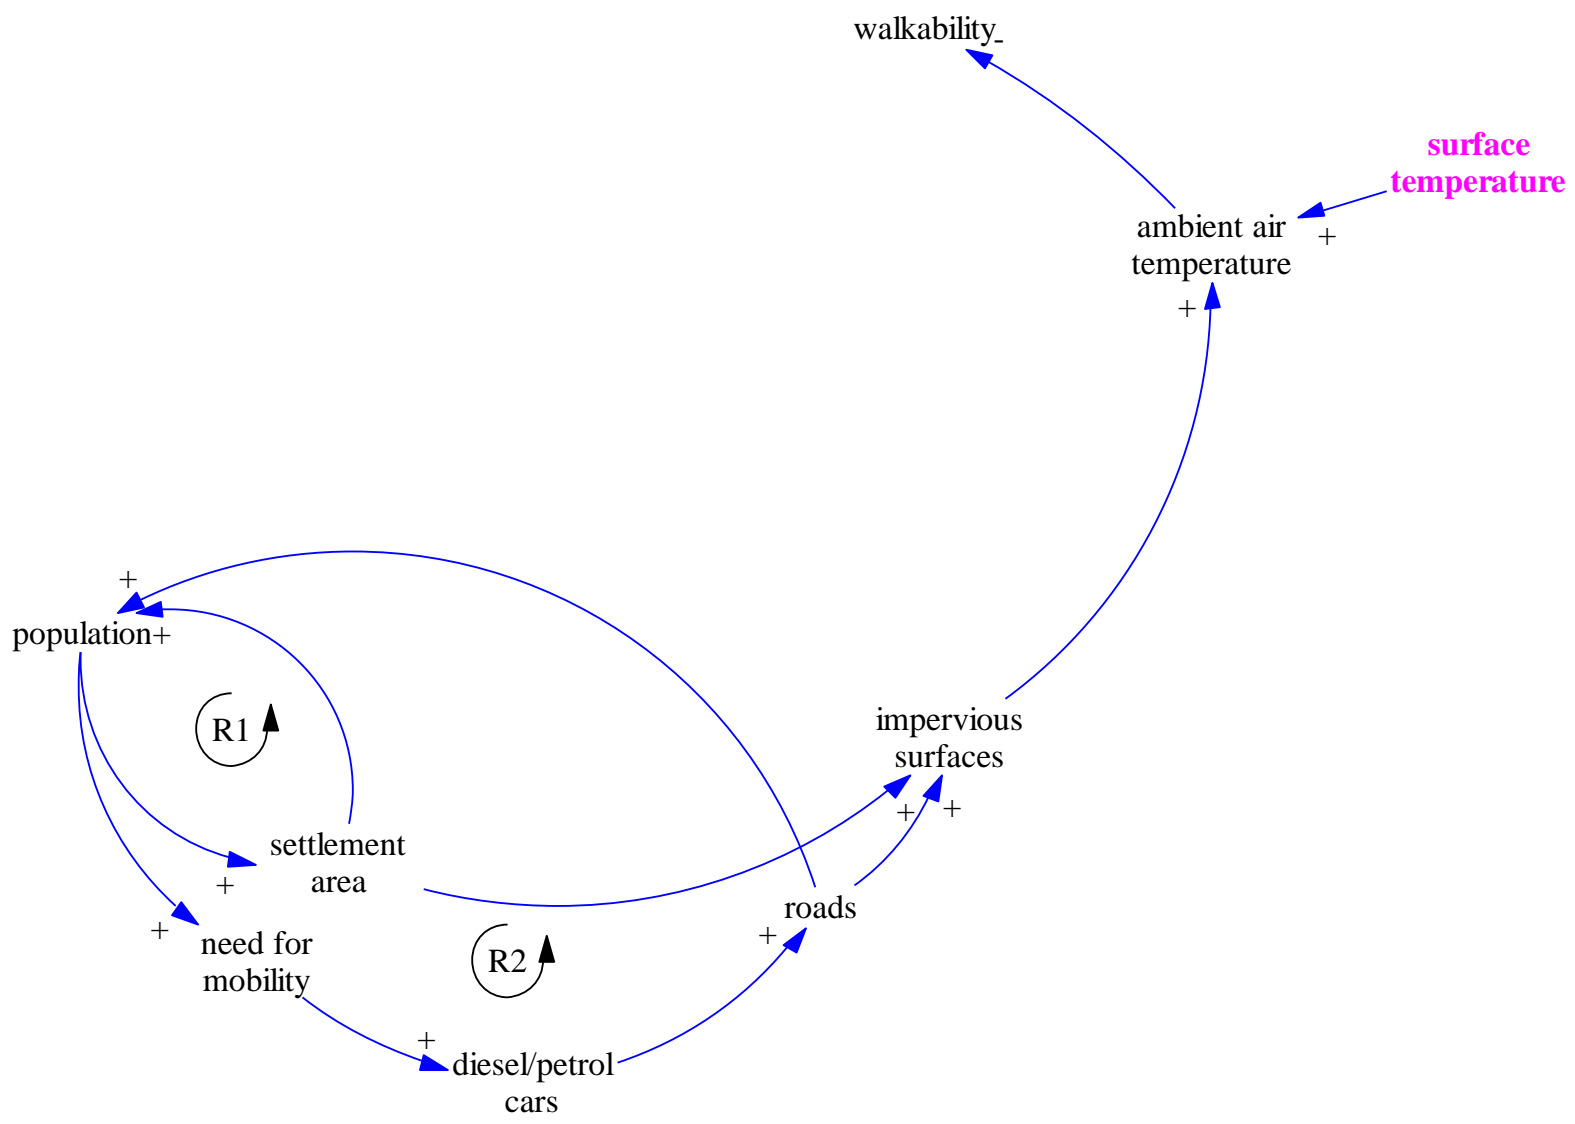 walkability
-
surface
temperature
ambient air
temperature
+
+
+
population+
R1
impervious
surfaces
+
+
settlement
area
+
roads
+
+
need for
mobility
R2
+
diesel/petrol
cars